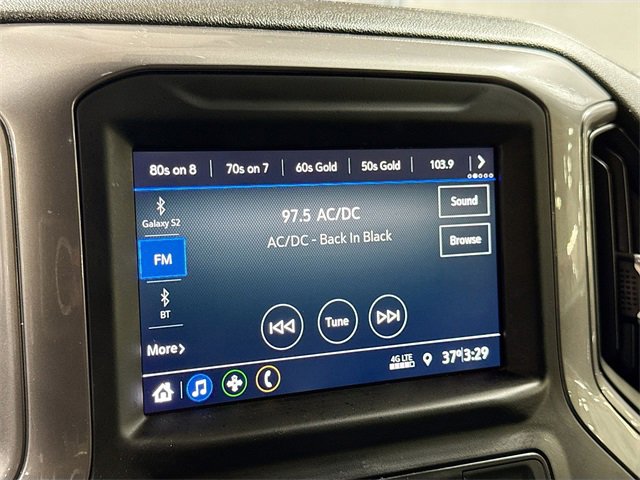 80s on 8 70s on 7 60s Gold 50s Gold 103.9
Galaxy S2
97.5 AC/DC
Sound
AC/DC - Back In Black
Browse
FM
BT
Tune
More
4G LTE
37° 3:29